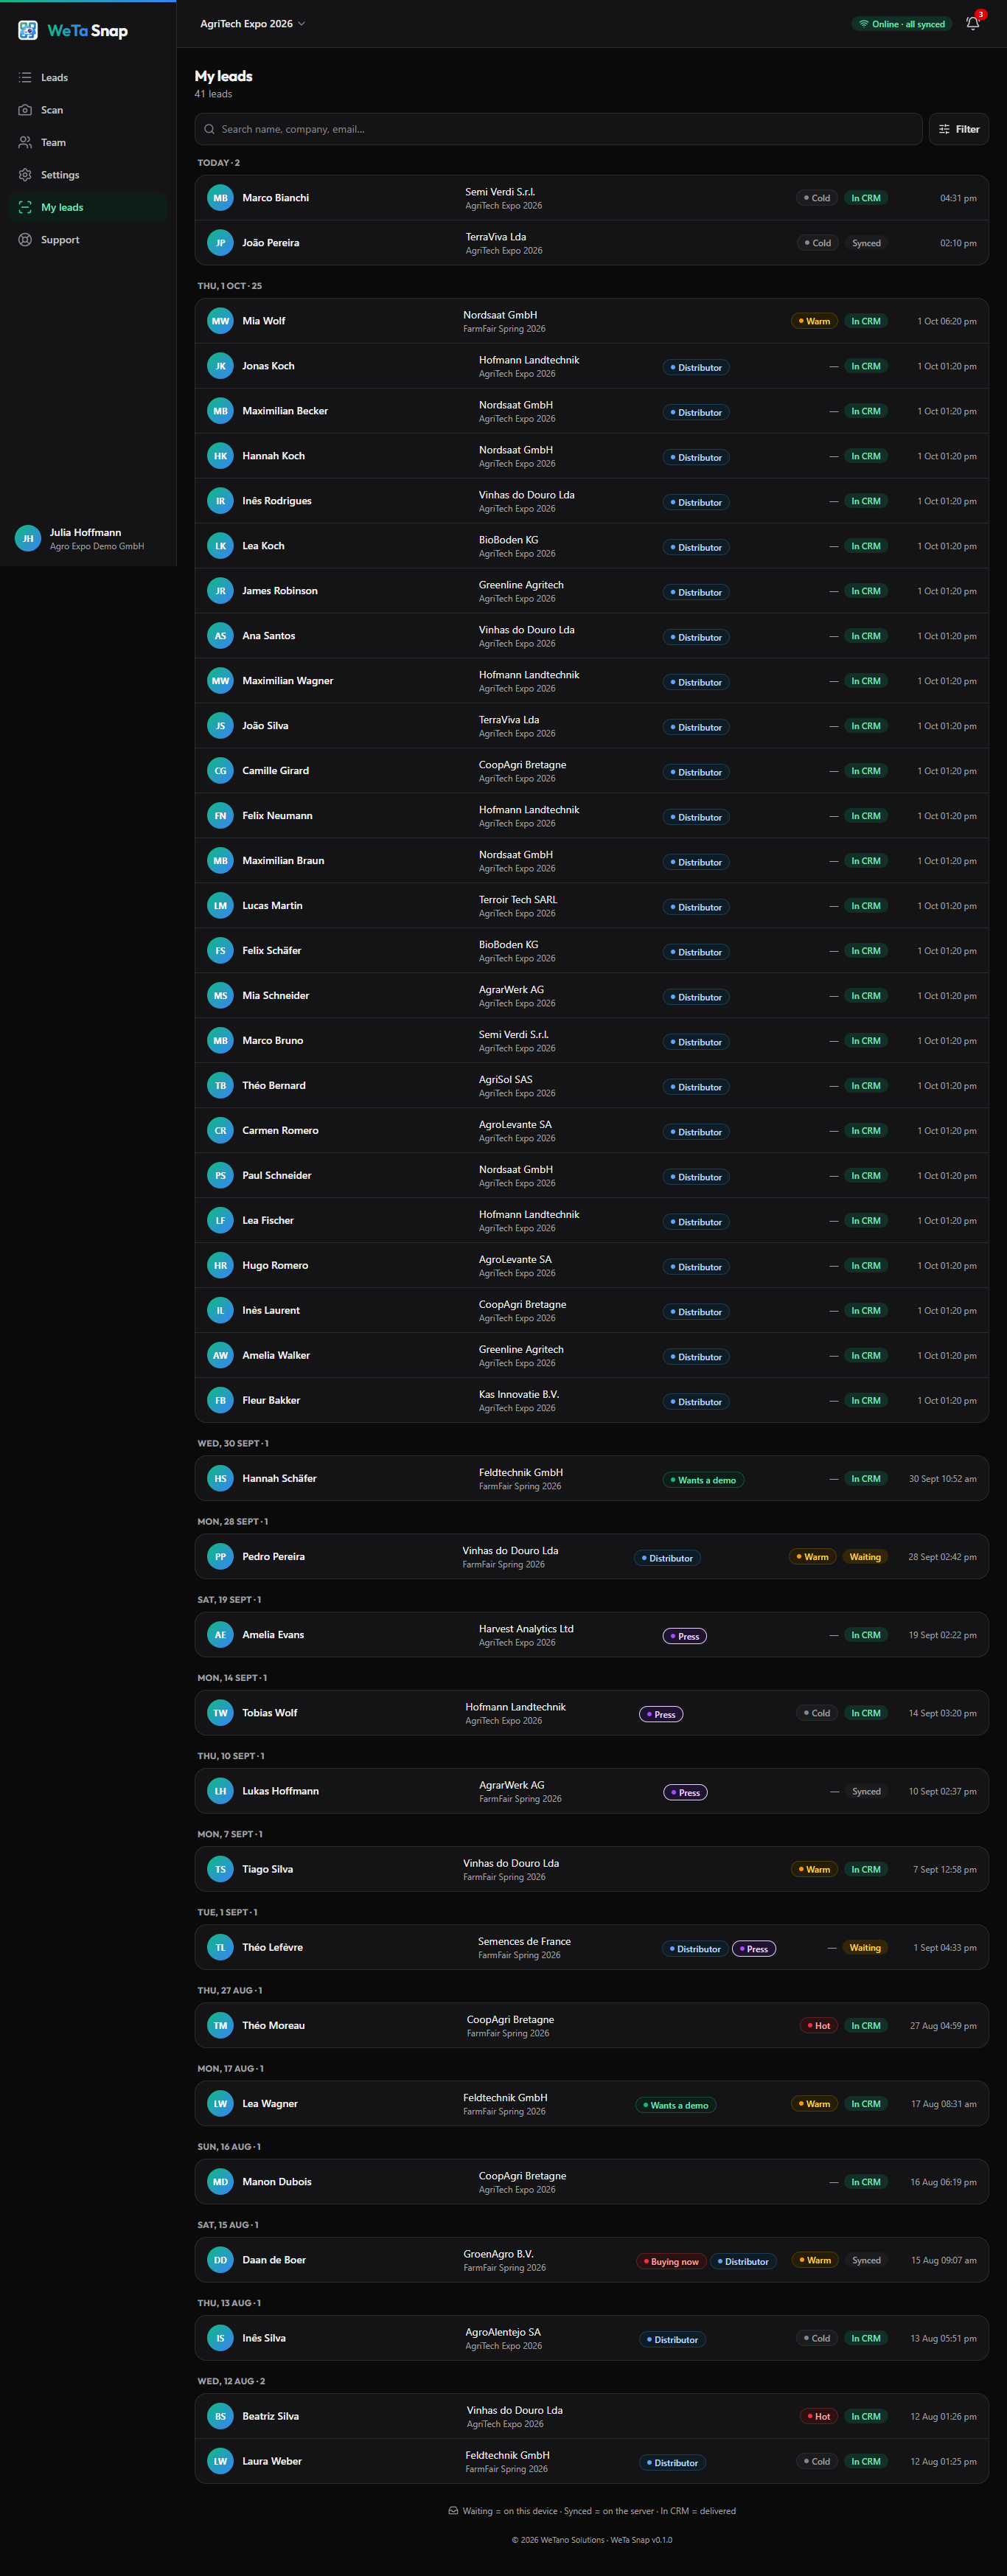 WeTa Snap
AgriTech Expo 2026
Online · all synced
3
Leads
Scan
Team
Settings
My leads
Support
JH
Julia Hoffmann
Agro Expo Demo GmbH
My leads
41 leads
Search name, company, email...
Filter
TODAY · 2
MB Marco Bianchi Semi Verdi S.r.l. Cold In CRM 04:31 pm
AgriTech Expo 2026
JP João Pereira TerraViva Lda Cold Synced 02:10 pm
AgriTech Expo 2026
THU, 1 OCT · 25
MW Mia Wolf Nordsaat GmbH Warm In CRM 1 Oct 06:20 pm
FarmFair Spring 2026
JK Jonas Koch Hofmann Landtechnik Distributor — In CRM 1 Oct 01:20 pm
AgriTech Expo 2026
MB Maximilian Becker Nordsaat GmbH Distributor — In CRM 1 Oct 01:20 pm
AgriTech Expo 2026
HK Hannah Koch Nordsaat GmbH Distributor — In CRM 1 Oct 01:20 pm
AgriTech Expo 2026
IR Inês Rodrigues Vinhas do Douro Lda Distributor — In CRM 1 Oct 01:20 pm
AgriTech Expo 2026
LK Lea Koch BioBoden KG Distributor — In CRM 1 Oct 01:20 pm
AgriTech Expo 2026
JR James Robinson Greenline Agritech Distributor — In CRM 1 Oct 01:20 pm
AgriTech Expo 2026
AS Ana Santos Vinhas do Douro Lda Distributor — In CRM 1 Oct 01:20 pm
AgriTech Expo 2026
MW Maximilian Wagner Hofmann Landtechnik Distributor — In CRM 1 Oct 01:20 pm
AgriTech Expo 2026
JS João Silva TerraViva Lda Distributor — In CRM 1 Oct 01:20 pm
AgriTech Expo 2026
CG Camille Girard CoopAgri Bretagne Distributor — In CRM 1 Oct 01:20 pm
AgriTech Expo 2026
FN Felix Neumann Hofmann Landtechnik Distributor — In CRM 1 Oct 01:20 pm
AgriTech Expo 2026
MB Maximilian Braun Nordsaat GmbH Distributor — In CRM 1 Oct 01:20 pm
AgriTech Expo 2026
LM Lucas Martin Terroir Tech SARL Distributor — In CRM 1 Oct 01:20 pm
AgriTech Expo 2026
FS Felix Schäfer BioBoden KG Distributor — In CRM 1 Oct 01:20 pm
AgriTech Expo 2026
MS Mia Schneider AgrarWerk AG Distributor — In CRM 1 Oct 01:20 pm
AgriTech Expo 2026
MB Marco Bruno Semi Verdi S.r.l. Distributor — In CRM 1 Oct 01:20 pm
AgriTech Expo 2026
TB Théo Bernard AgriSol SAS Distributor — In CRM 1 Oct 01:20 pm
AgriTech Expo 2026
CR Carmen Romero AgroLevante SA Distributor — In CRM 1 Oct 01:20 pm
AgriTech Expo 2026
PS Paul Schneider Nordsaat GmbH Distributor — In CRM 1 Oct 01:20 pm
AgriTech Expo 2026
LF Lea Fischer Hofmann Landtechnik Distributor — In CRM 1 Oct 01:20 pm
AgriTech Expo 2026
HR Hugo Romero AgroLevante SA Distributor — In CRM 1 Oct 01:20 pm
AgriTech Expo 2026
IL Inès Laurent CoopAgri Bretagne Distributor — In CRM 1 Oct 01:20 pm
AgriTech Expo 2026
AW Amelia Walker Greenline Agritech Distributor — In CRM 1 Oct 01:20 pm
AgriTech Expo 2026
FB Fleur Bakker Kas Innovatie B.V. Distributor — In CRM 1 Oct 01:20 pm
AgriTech Expo 2026
WED, 30 SEPT · 1
HS Hannah Schäfer Feldtechnik GmbH Wants a demo — In CRM 30 Sept 10:52 am
FarmFair Spring 2026
MON, 28 SEPT · 1
PP Pedro Pereira Vinhas do Douro Lda Distributor Warm Waiting 28 Sept 02:42 pm
FarmFair Spring 2026
SAT, 19 SEPT · 1
AE Amelia Evans Harvest Analytics Ltd Press — In CRM 19 Sept 02:22 pm
AgriTech Expo 2026
MON, 14 SEPT · 1
TW Tobias Wolf Hofmann Landtechnik Press Cold In CRM 14 Sept 03:20 pm
AgriTech Expo 2026
THU, 10 SEPT · 1
LH Lukas Hoffmann AgrarWerk AG Press — Synced 10 Sept 02:37 pm
FarmFair Spring 2026
MON, 7 SEPT · 1
TS Tiago Silva Vinhas do Douro Lda Warm In CRM 7 Sept 12:58 pm
FarmFair Spring 2026
TUE, 1 SEPT · 1
TL Théo Lefèvre Semences de France Distributor Press — Waiting 1 Sept 04:33 pm
FarmFair Spring 2026
THU, 27 AUG · 1
TM Théo Moreau CoopAgri Bretagne Hot In CRM 27 Aug 04:59 pm
FarmFair Spring 2026
MON, 17 AUG · 1
LW Lea Wagner Feldtechnik GmbH Wants a demo Warm In CRM 17 Aug 08:31 am
FarmFair Spring 2026
SUN, 16 AUG · 1
MD Manon Dubois CoopAgri Bretagne — In CRM 16 Aug 06:19 pm
AgriTech Expo 2026
SAT, 15 AUG · 1
DD Daan de Boer GroenAgro B.V. Buying now Distributor Warm Synced 15 Aug 09:07 am
FarmFair Spring 2026
THU, 13 AUG · 1
IS Inês Silva AgroAlentejo SA Distributor Cold In CRM 13 Aug 05:51 pm
AgriTech Expo 2026
WED, 12 AUG · 2
BS Beatriz Silva Vinhas do Douro Lda Hot In CRM 12 Aug 01:26 pm
AgriTech Expo 2026
LW Laura Weber Feldtechnik GmbH Distributor Cold In CRM 12 Aug 01:25 pm
AgriTech Expo 2026
Waiting = on this device · Synced = on the server · In CRM = delivered
© 2026 WeTano Solutions · WeTa Snap v0.1.0